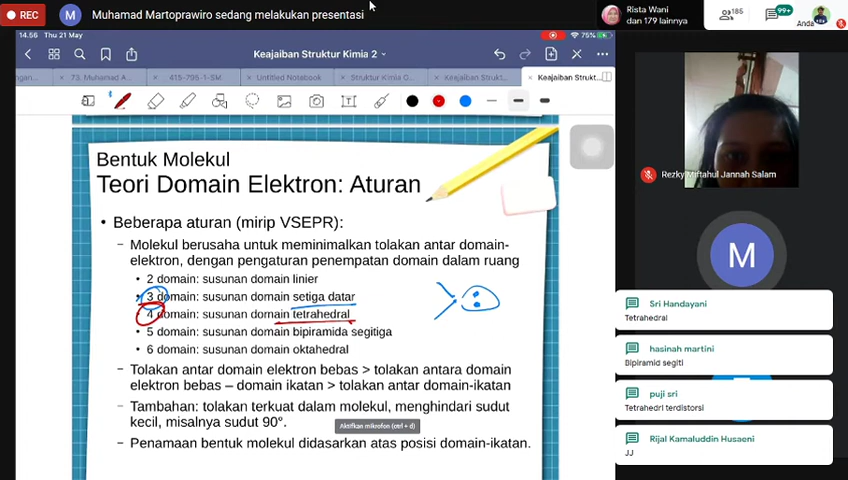 REC
M
Muhamad Martoprawiro sedang melakukan presentasi
Rista Wani
dan 179 lainnya
185
99+
Anda
14.56 Thu 21 May
75%
Keajaiban Struktur Kimia 2
73. Muhamad A...
415-795-1-SM
Untitled Notebook
Struktur Kimia O...
Keajaiban Strukt...
Keajaiban Strukt...
Bentuk Molekul
Teori Domain Elektron: Aturan
• Beberapa aturan (mirip VSEPR):
– Molekul berusaha untuk meminimalkan tolakan antar domain-
elektron, dengan pengaturan penempatan domain dalam ruang
• 2 domain: susunan domain linier
• 3 domain: susunan domain setiga datar
• 4 domain: susunan domain tetrahedral
• 5 domain: susunan domain bipiramida segitiga
• 6 domain: susunan domain oktahedral
– Tolakan antar domain elektron bebas > tolakan antara domain
elektron bebas – domain ikatan > tolakan antar domain-ikatan
– Tambahan: tolakan terkuat dalam molekul, menghindari sudut
kecil, misalnya sudut 90°.
Aktifkan mikrofon (ctrl + d)
– Penamaan bentuk molekul didasarkan atas posisi domain-ikatan.
Rezky Miftahul Jannah Salam
M
Sri Handayani
Tetrahedral
hasinah martini
Bipiramid segiti
puji sri
Tetrahedri terdistorsi
Rijal Kamaluddin Husaeni
JJ